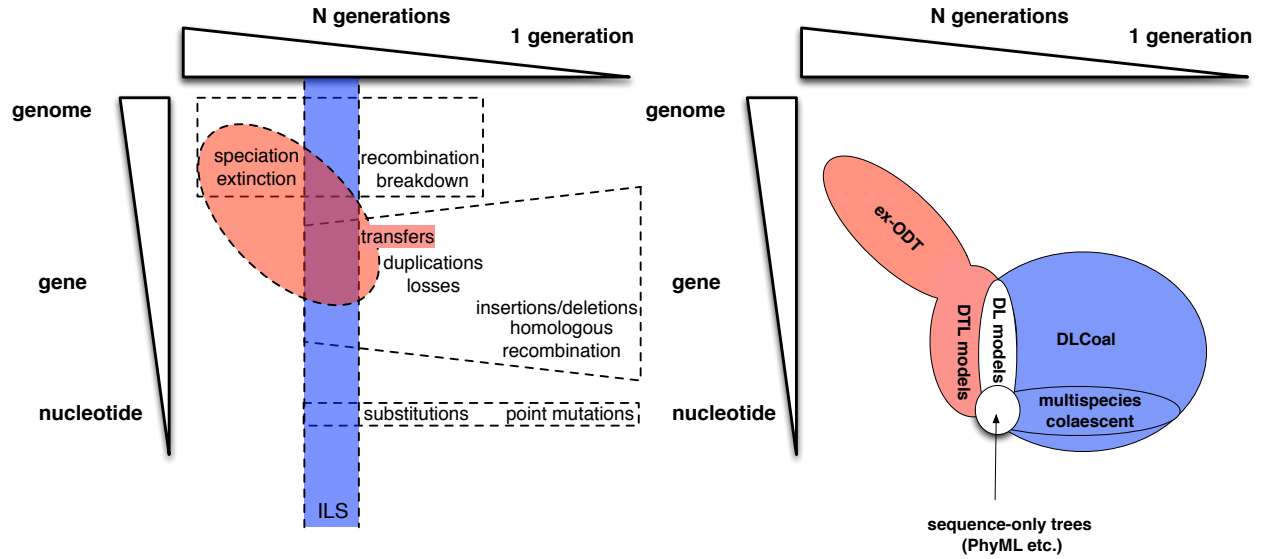 N generations
1 generation
genome
speciation
extinction
recombination
breakdown
transfers
duplications
losses
gene
insertions/deletions
homologous
recombination
nucleotide
substitutions
point mutations
ILS
N generations
1 generation
genome
ex-ODT
gene
DTL models
DL models
DLCoal
multispecies
colaescent
nucleotide
sequence-only trees
(PhyML etc.)